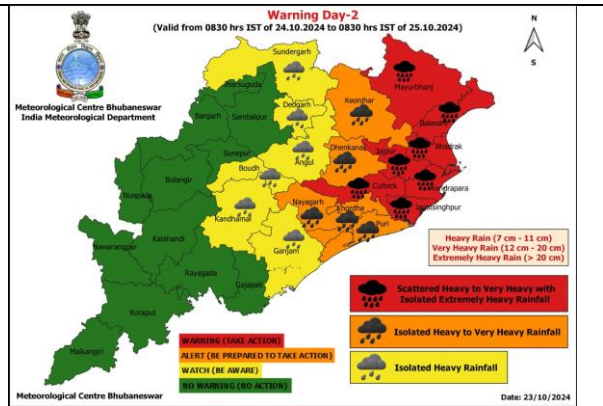 Warning Day-2
(Valid from 0830 hrs IST of 24.10.2024 to 0830 hrs IST of 25.10.2024)
N
S
Meteorological Centre Bhubaneswar
India Meteorological Department
Sundergarh
Jharsuguda
Mayurbhanj
Keonjhar
Deogarh
Bargarh
Sambalpur
Balasore
Bhadrak
Sonepur
Angul
Dhenkanal
Jajpur
Boudh
Cuttack
Kendrapara
Bolangir
Nuapada
Jagatsinghpur
Nayagarh
Khordha
Kandhamal
Puri
Kalahandi
Nawarangpur
Ganjam
Rayagada
Gajapati
Koraput
Malkangiri
Heavy Rain (7 cm - 11 cm)
Very Heavy Rain (12 cm - 20 cm)
Extremely Heavy Rain (> 20 cm)
Scattered Heavy to Very Heavy with
Isolated Extremely Heavy Rainfall
Isolated Heavy to Very Heavy Rainfall
Isolated Heavy Rainfall
WARNING (TAKE ACTION)
ALERT (BE PREPARED TO TAKE ACTION)
WATCH (BE AWARE)
NO WARNING (NO ACTION)
Meteorological Centre Bhubaneswar
Date: 23/10/2024